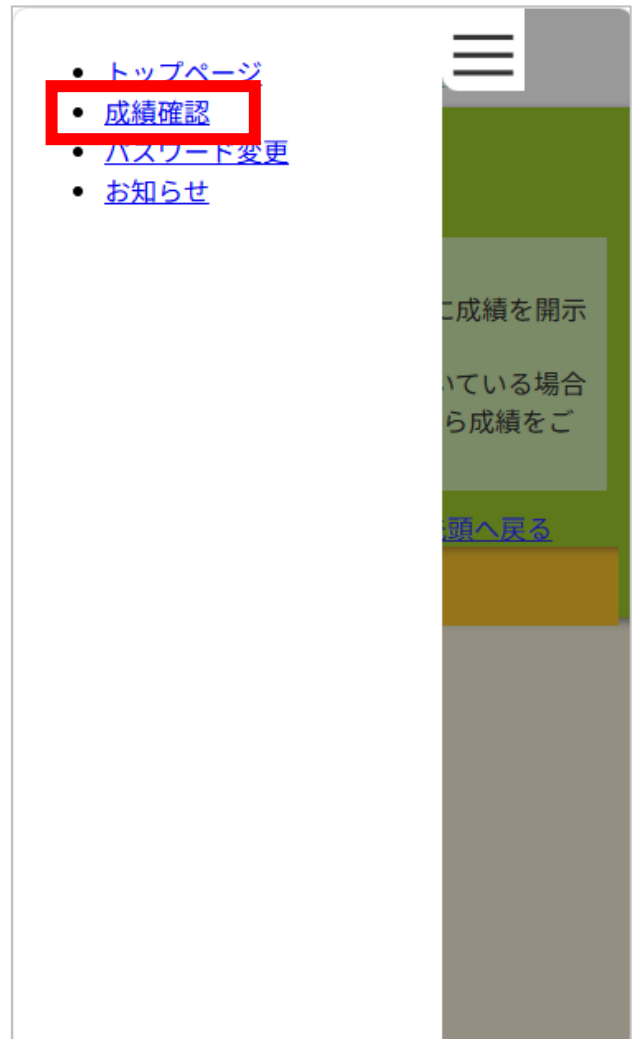 トップページ
成績確認
パスワード変更
お知らせ
に成績を開示
いている場合
ら成績をご
頭へ戻る